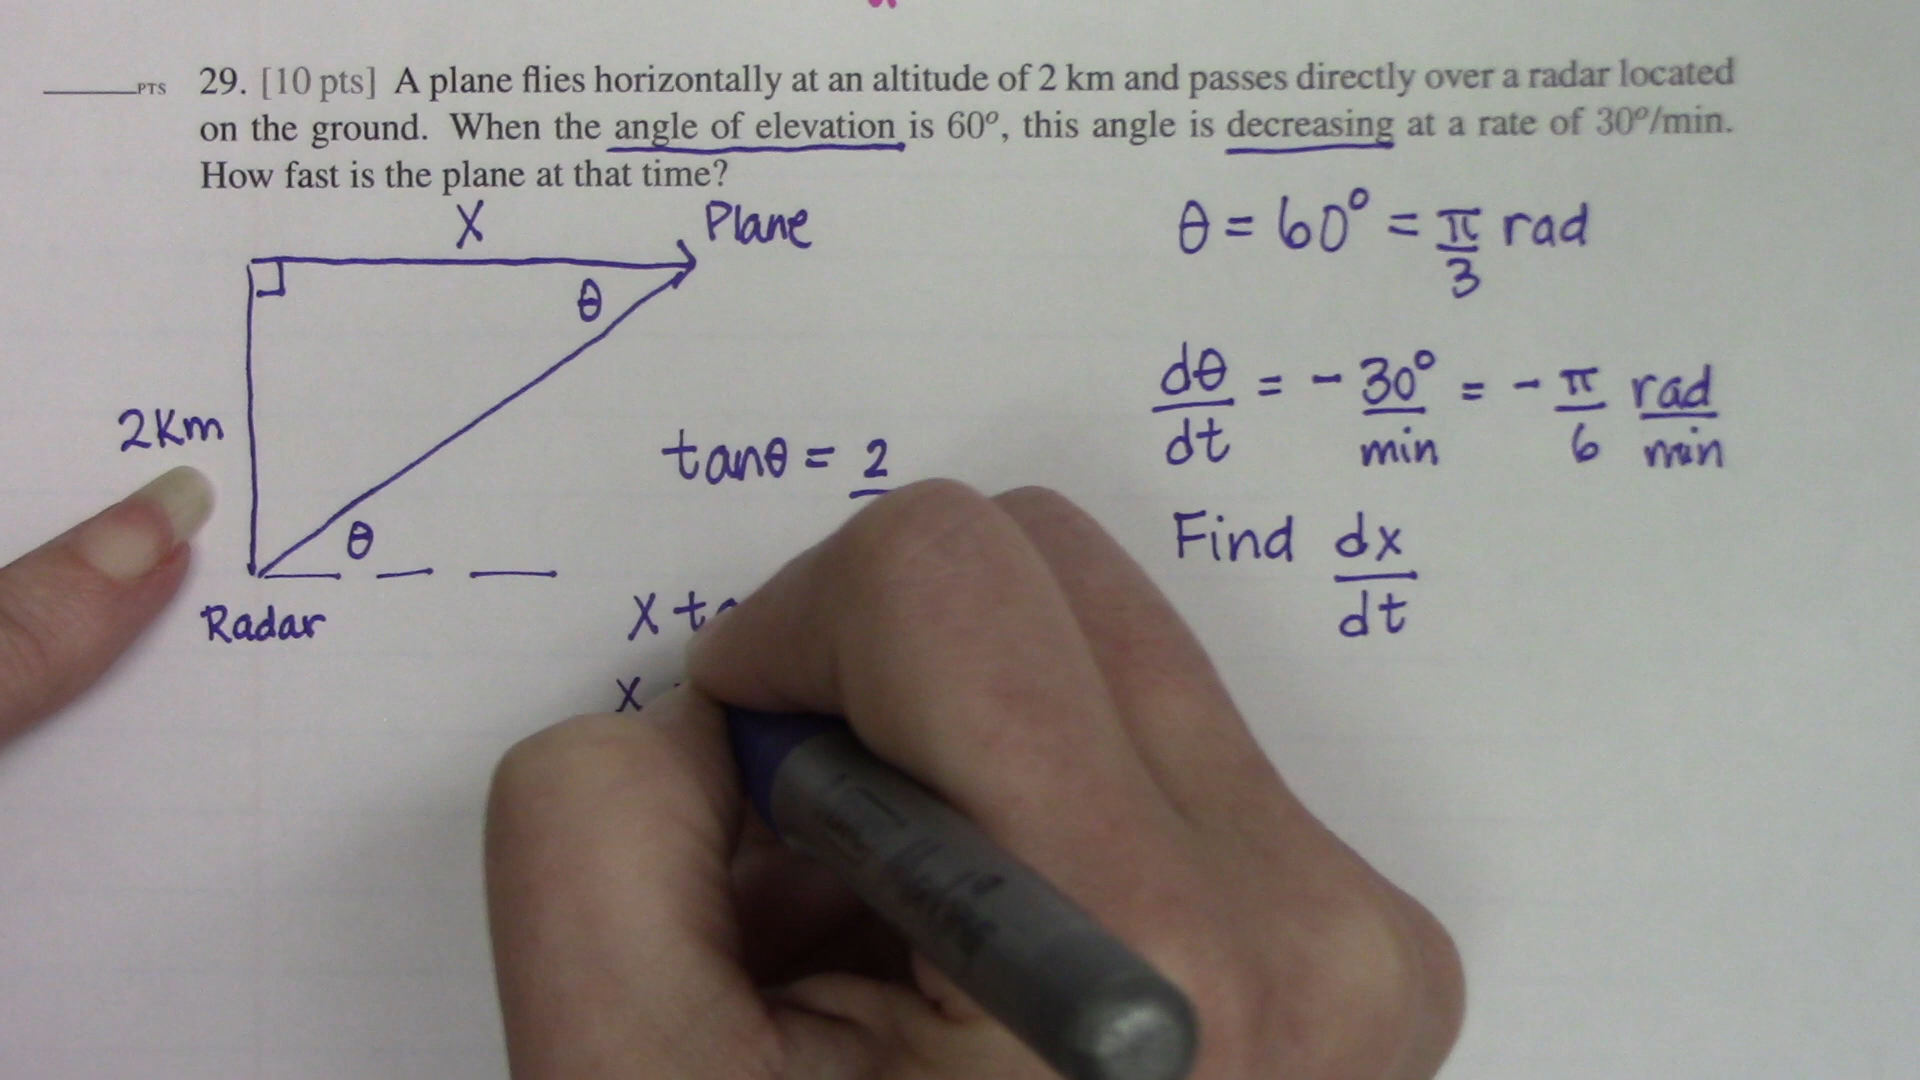 PTS 29. [10 pts] A plane flies horizontally at an altitude of 2 km and passes directly over a radar located
on the ground. When the angle of elevation is 60º, this angle is decreasing at a rate of 30º/min.
How fast is the plane at that time?
X
Plane
θ
2Km
θ
Radar
tanθ = 2
x
x
θ = 60° = π/3 rad
dθ/dt = - 30°/min = - π/6 rad/min
Find dx/dt